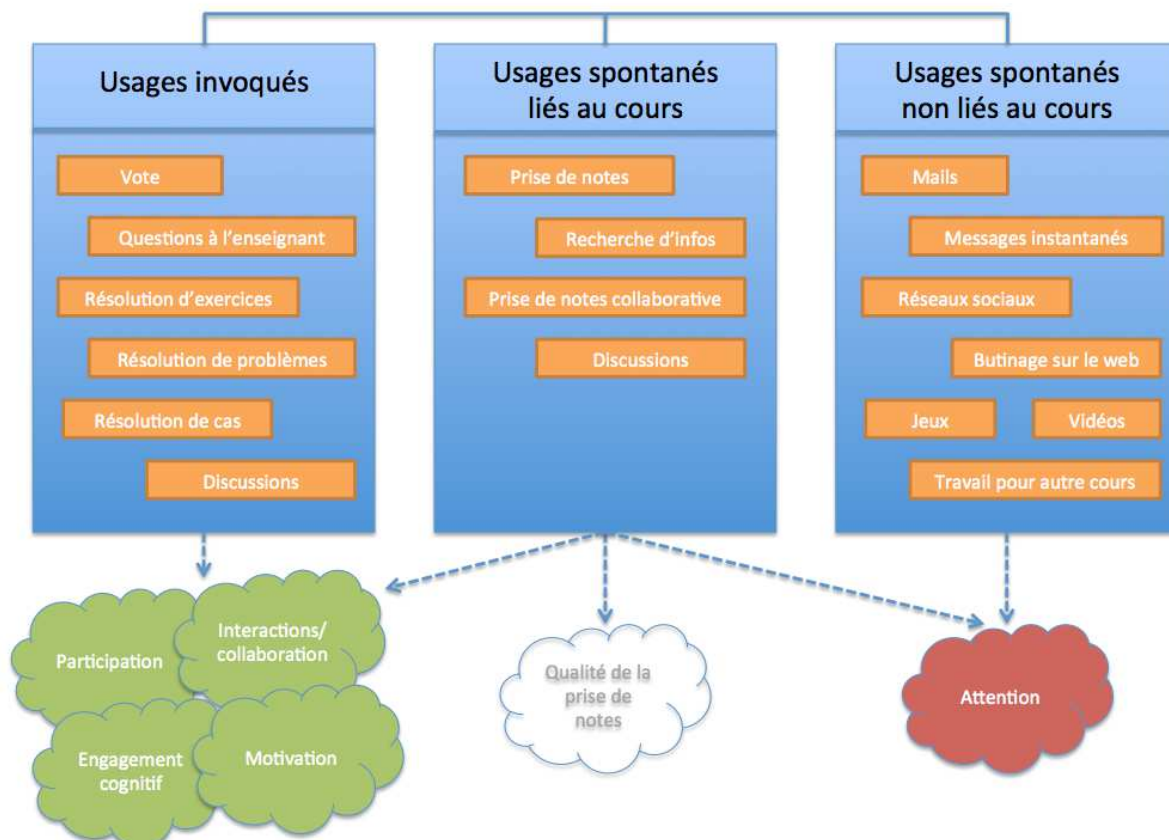 Usages invoqués
Vote
Questions à l'enseignant
Résolution d'exercices
Résolution de problèmes
Résolution de cas
Discussions
Usages spontanés
liés au cours
Prise de notes
Recherche d'infos
Prise de notes collaborative
Discussions
Usages spontanés
non liés au cours
Mails
Messages instantanés
Réseaux sociaux
Butinage sur le web
Jeux
Vidéos
Travail pour autre cours
Participation
Interactions/
collaboration
Engagement
cognitif
Motivation
Qualité de la
prise de
notes
Attention